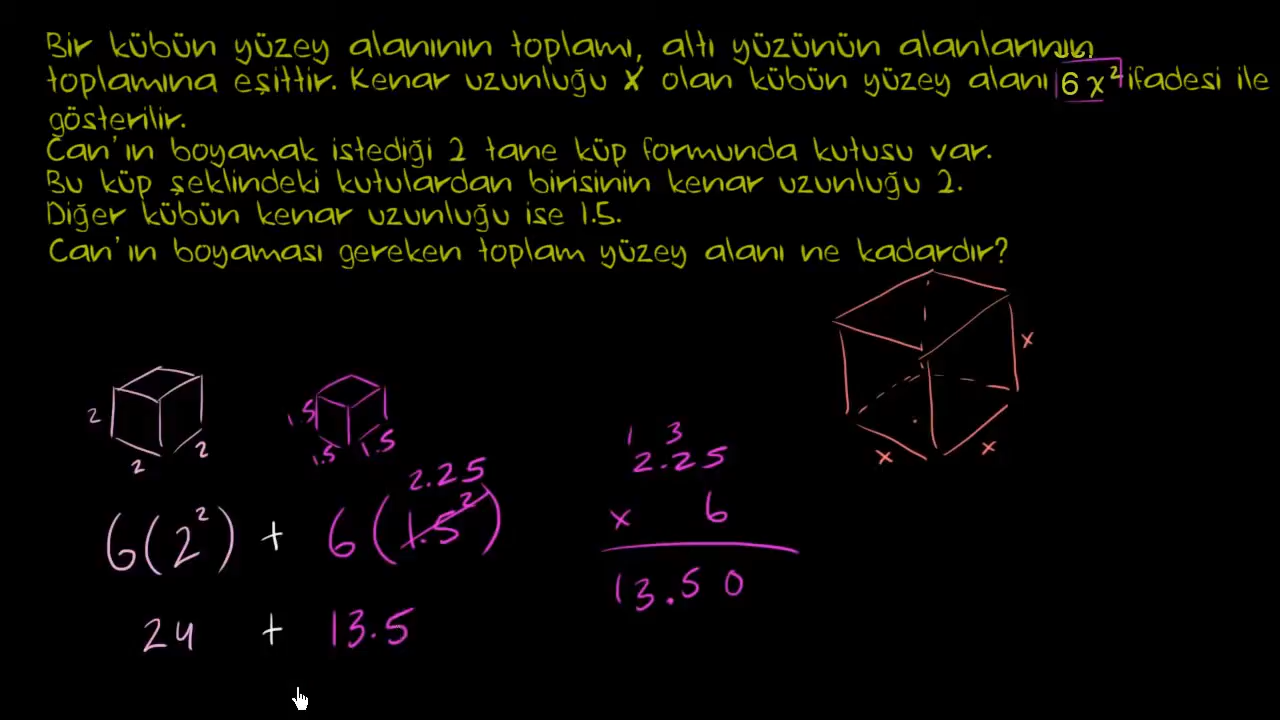 Bir kübün yüzey alanının toplamı, altı yüzünün alanlarının
toplamına eşittir. Kenar uzunluğu x olan kübün yüzey alanı 6 x² ifadesi ile
gösterilir.
Can'ın boyamak istediği 2 tane küp formunda kutusu var.
Bu küp şeklindeki kutulardan birisinin kenar uzunluğu 2.
Diğer kübün kenar uzunluğu ise 1.5.
Can'ın boyaması gereken toplam yüzey alanı ne kadardır?
x
x
x
2
2
2
1.5
1.5
1.5
2.25
6(2²) + 6(1.5²)
24 + 13.5
1 3
2.25
x 6
13.50